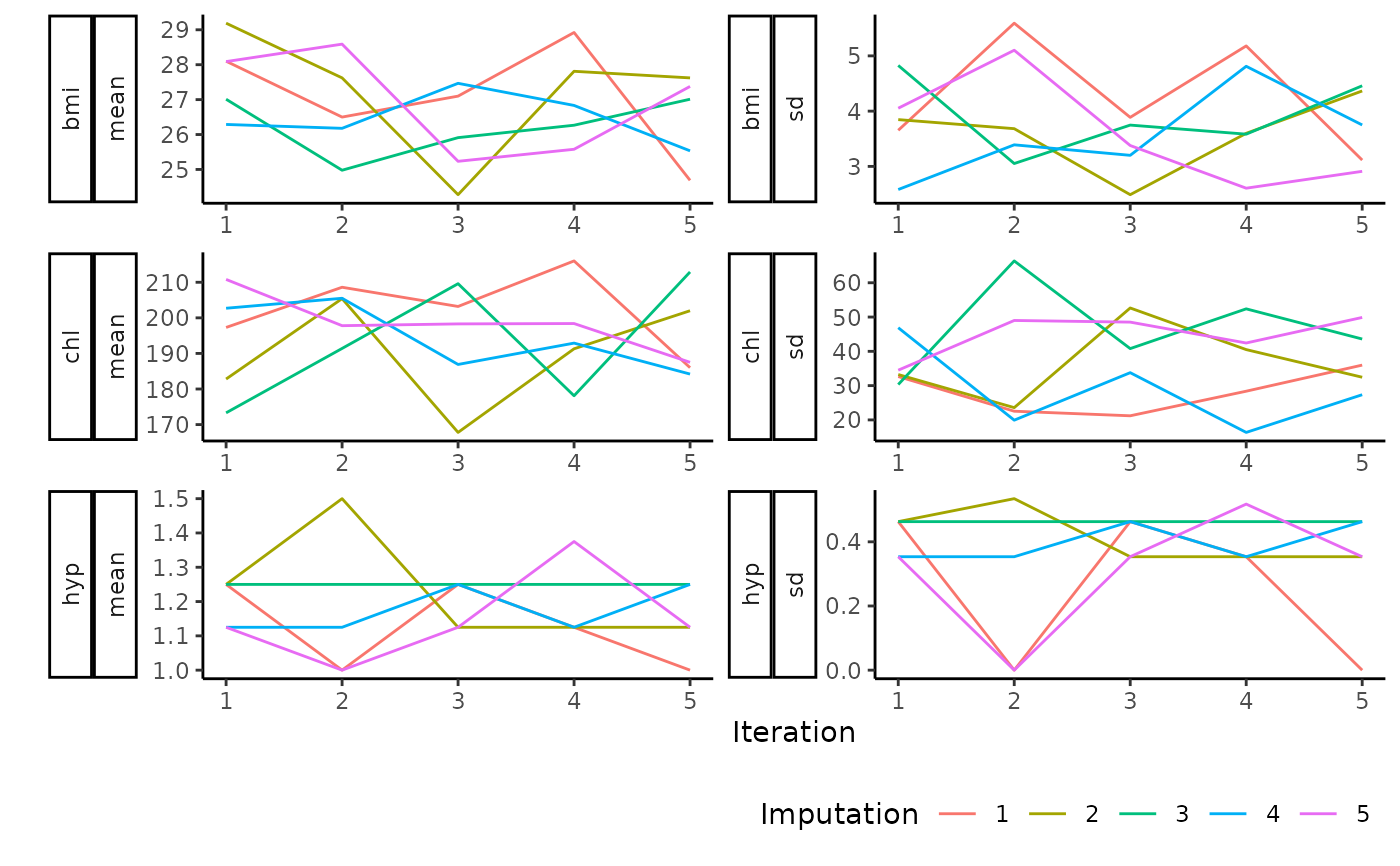 bmi mean
29
28
27
26
25
1 2 3 4 5
bmi sd
5
4
3
1 2 3 4 5
chl mean
210
200
190
180
170
1 2 3 4 5
chl sd
60
50
40
30
20
1 2 3 4 5
hyp mean
1.5
1.4
1.3
1.2
1.1
1.0
1 2 3 4 5
hyp sd
0.4
0.2
0.0
1 2 3 4 5
Iteration
Imputation 1 2 3 4 5